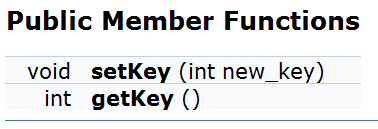 Public Member Functions
void setKey (int new_key)
int getKey ()